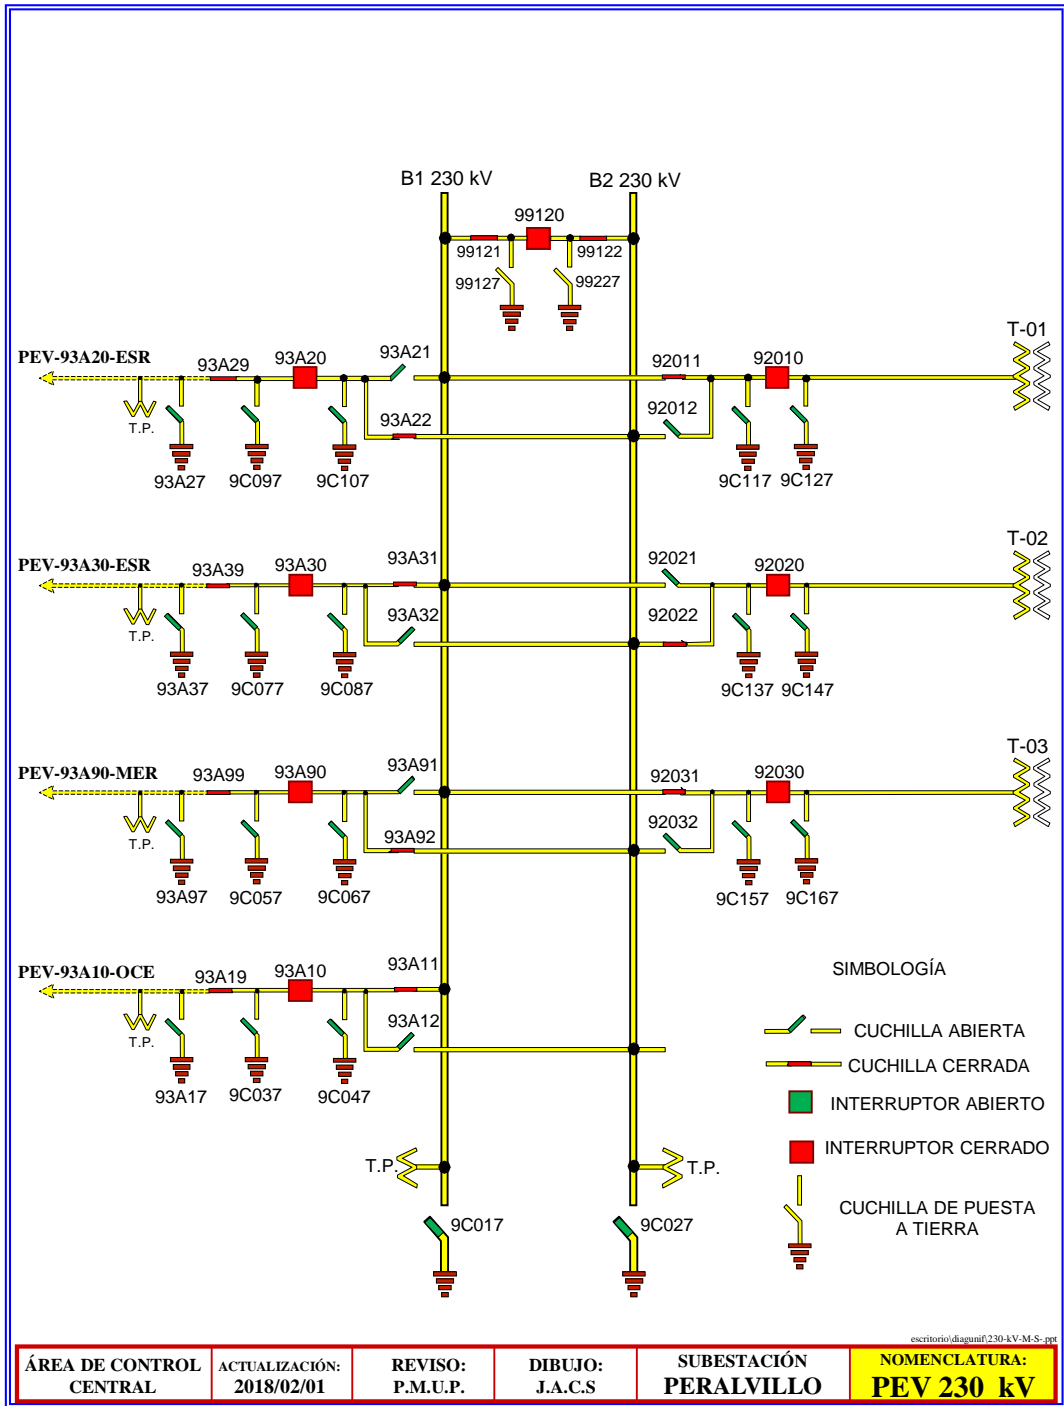 B1 230 kV
B2 230 kV
99120
99121
99122
99127
99227
T-01
PEV-93A20-ESR
93A29
93A20
93A21
92011
92010
93A22
92012
T.P.
93A27
9C097
9C107
9C117
9C127
T-02
PEV-93A30-ESR
93A39
93A30
93A31
92021
92020
93A32
92022
T.P.
93A37
9C077
9C087
9C137
9C147
T-03
PEV-93A90-MER
93A99
93A90
93A91
92031
92030
93A92
92032
T.P.
93A97
9C057
9C067
9C157
9C167
PEV-93A10-OCE
93A19
93A10
93A11
93A12
T.P.
93A17
9C037
9C047
SIMBOLOGÍA
CUCHILLA ABIERTA
CUCHILLA CERRADA
INTERRUPTOR ABIERTO
INTERRUPTOR CERRADO
CUCHILLA DE PUESTA
A TIERRA
T.P.
T.P.
9C017
9C027
escritorio\diagunif\230-kV-M-S-.ppt
ÁREA DE CONTROL
CENTRAL
ACTUALIZACIÓN:
2018/02/01
REVISO:
P.M.U.P.
DIBUJO:
J.A.C.S
SUBESTACIÓN
PERALVILLO
NOMENCLATURA:
PEV 230 kV